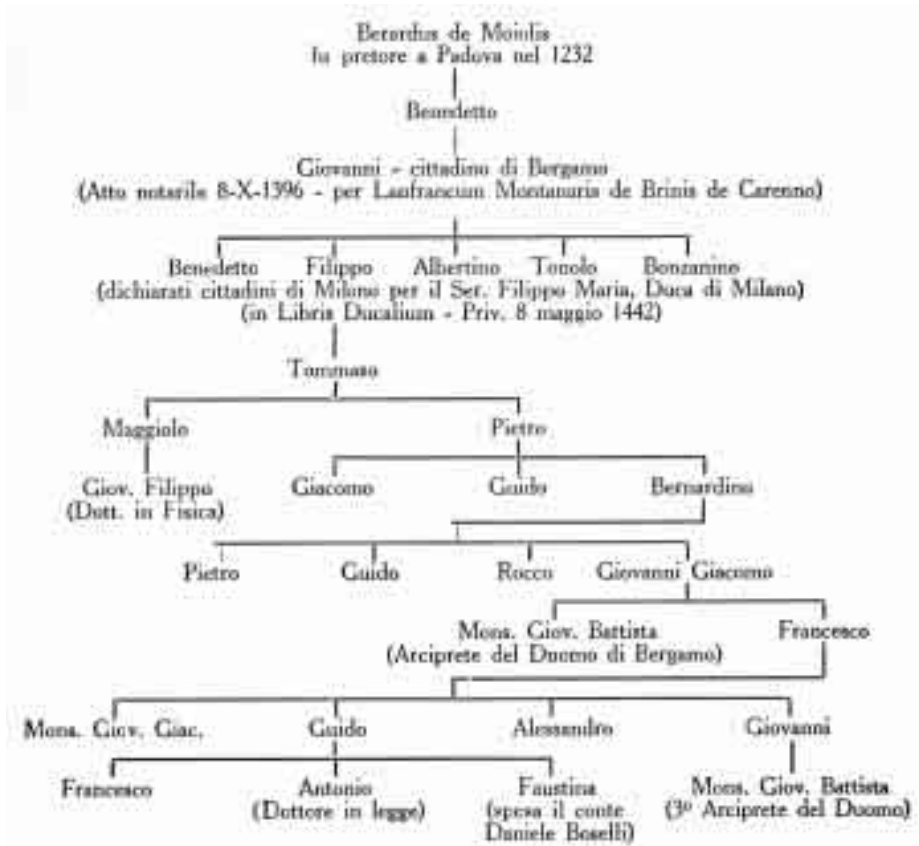 Berardus de Moiolis
fu pretore a Padova nel 1232
Benedetto
Giovanni - cittadino di Bergamo
(Atto notarile 8-X-1396 - per Lanfrancum Montanaris de Brinis de Carenno)
Benedetto Filippo Albertino Tonolo Bonzanino
(dichiarati cittadini di Milano per il Ser. Filippo Maria, Duca di Milano)
(in Libris Ducalium - Priv. 8 maggio 1442)
Tommaso
Maggiolo Pietro
Giov. Filippo Giacomo Guido Bernardino
(Dott. in Fisica)
Pietro Guido Rocco Giovanni Giacomo
Mons. Giov. Battista Francesco
(Arciprete del Duomo di Bergamo)
Mons. Giov. Giac. Guido Alessandro Giovanni
Francesco Antonio Faustina Mons. Giov. Battista
(Dottore in legge) (sposa il conte (3º Arciprete del Duomo)
Daniele Boselli)